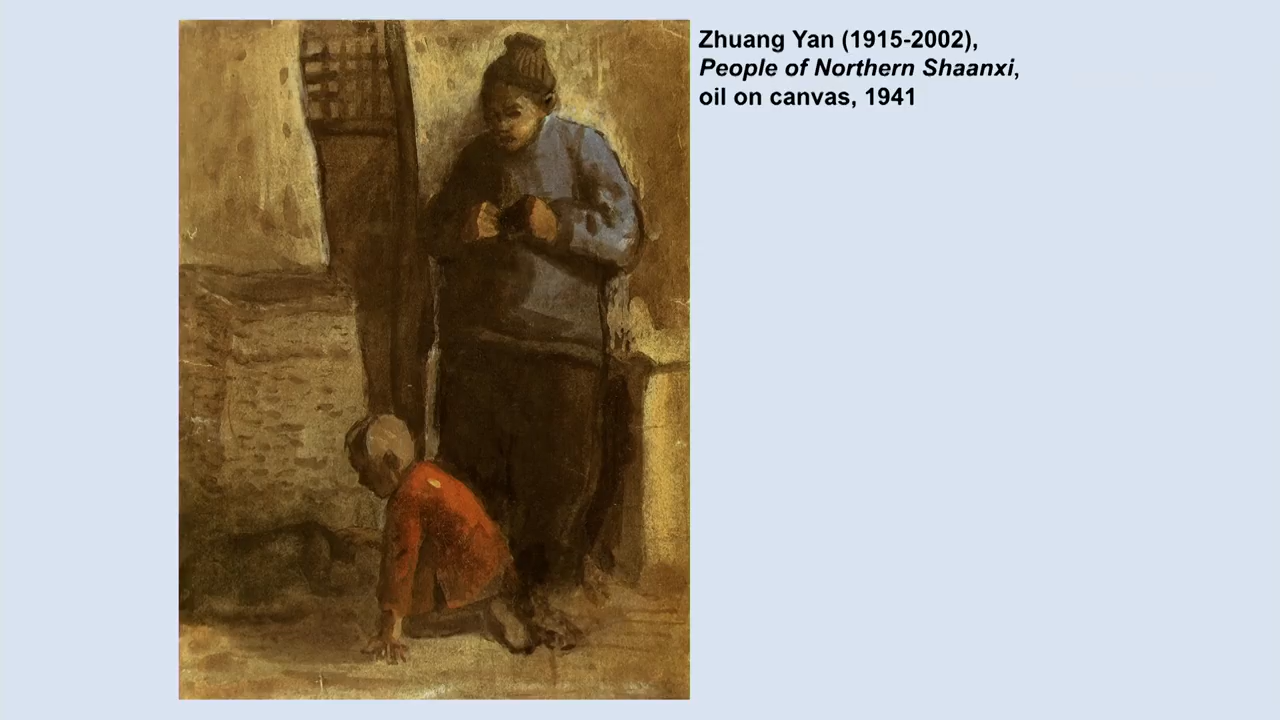 Zhuang Yan (1915-2002),
People of Northern Shaanxi,
oil on canvas, 1941